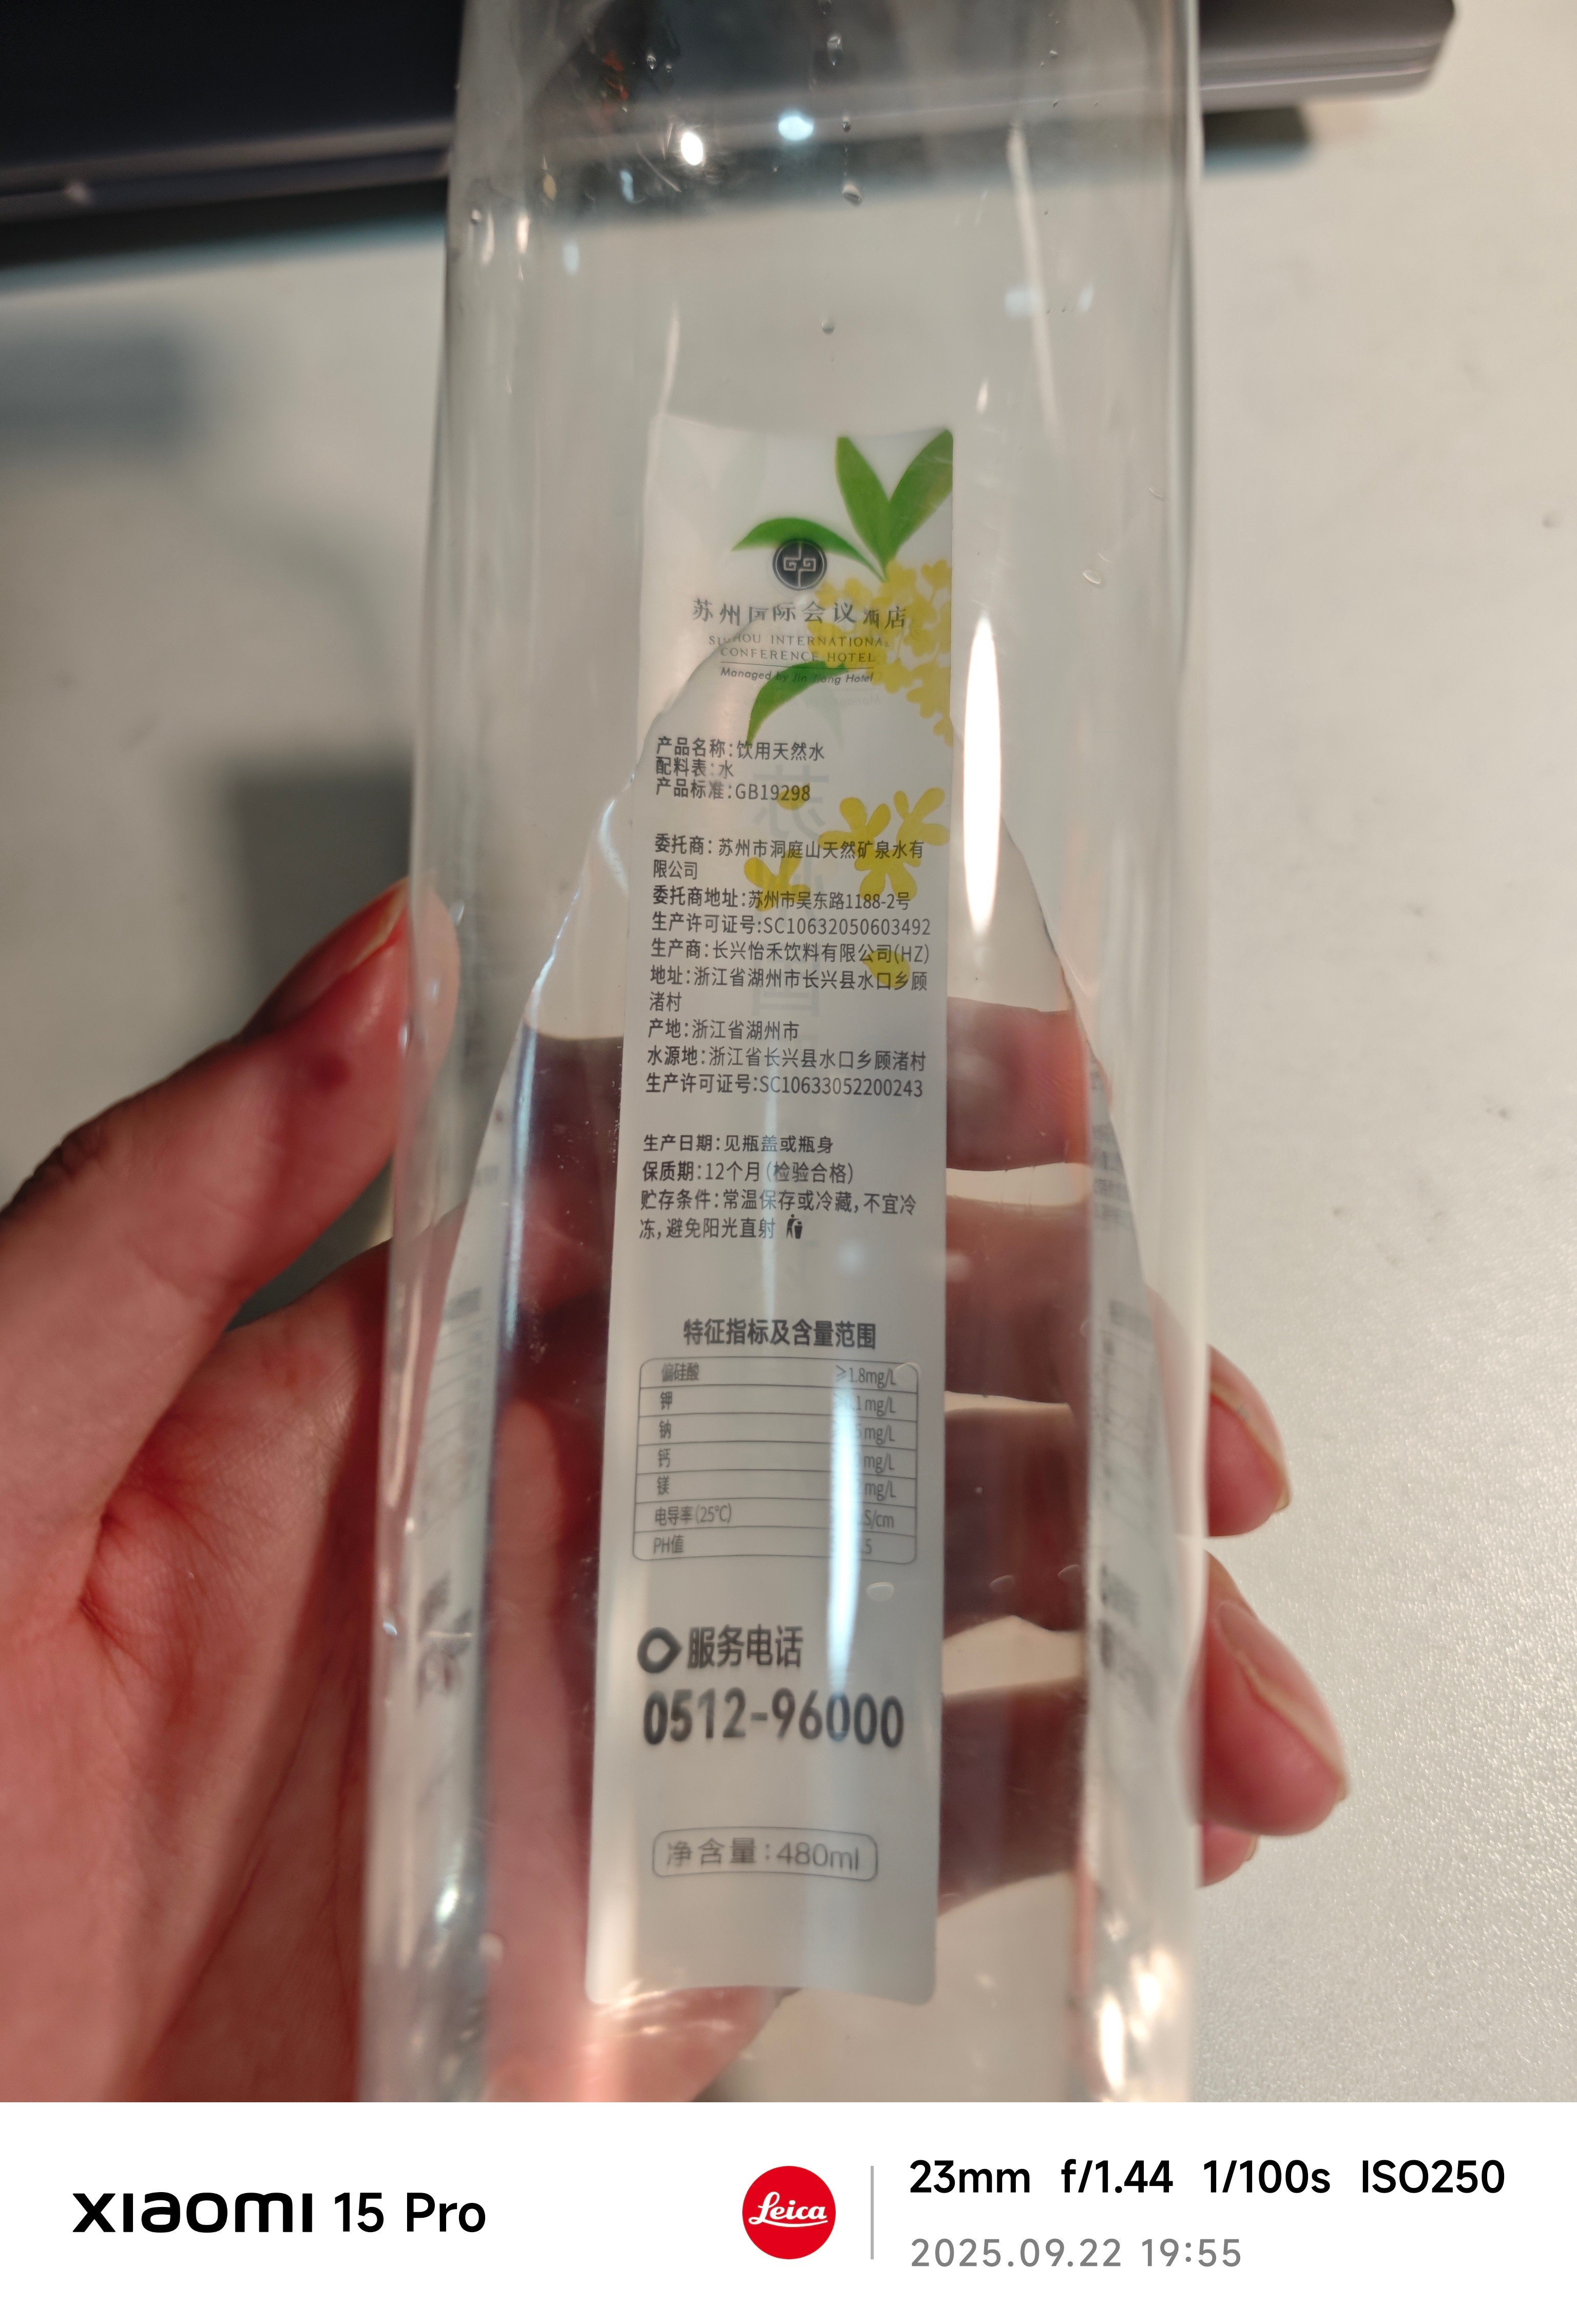 苏州国际会议酒店
SUZHOU INTERNATIONAL
CONFERENCE HOTEL
Managed by Jin Jiang Hotel
产品名称:饮用天然水
配料表:水
产品标准:GB19298
委托商:苏州市洞庭山天然矿泉水有
限公司
委托商地址:苏州市吴东路1188-2号
生产许可证号:SC10632050603492
生产商:长兴怡禾饮料有限公司(HZ)
地址:浙江省湖州市长兴县水口乡顾
渚村
产地:浙江省湖州市
水源地:浙江省长兴县水口乡顾渚村
生产许可证号:SC10633052200243
生产日期:见瓶盖或瓶身
保质期:12个月(检验合格)
贮存条件:常温保存或冷藏,不宜冷
冻,避免阳光直射
特征指标及含量范围
偏硅酸 ≥1.8mg/L
钾 mg/L
钠 mg/L
钙 mg/L
镁 mg/L
电导率(25℃)
PH值
服务电话
0512-96000
净含量:480ml
xiaomi 15 Pro
Leica
23mm f/1.44 1/100s ISO250
2025.09.22 19:55